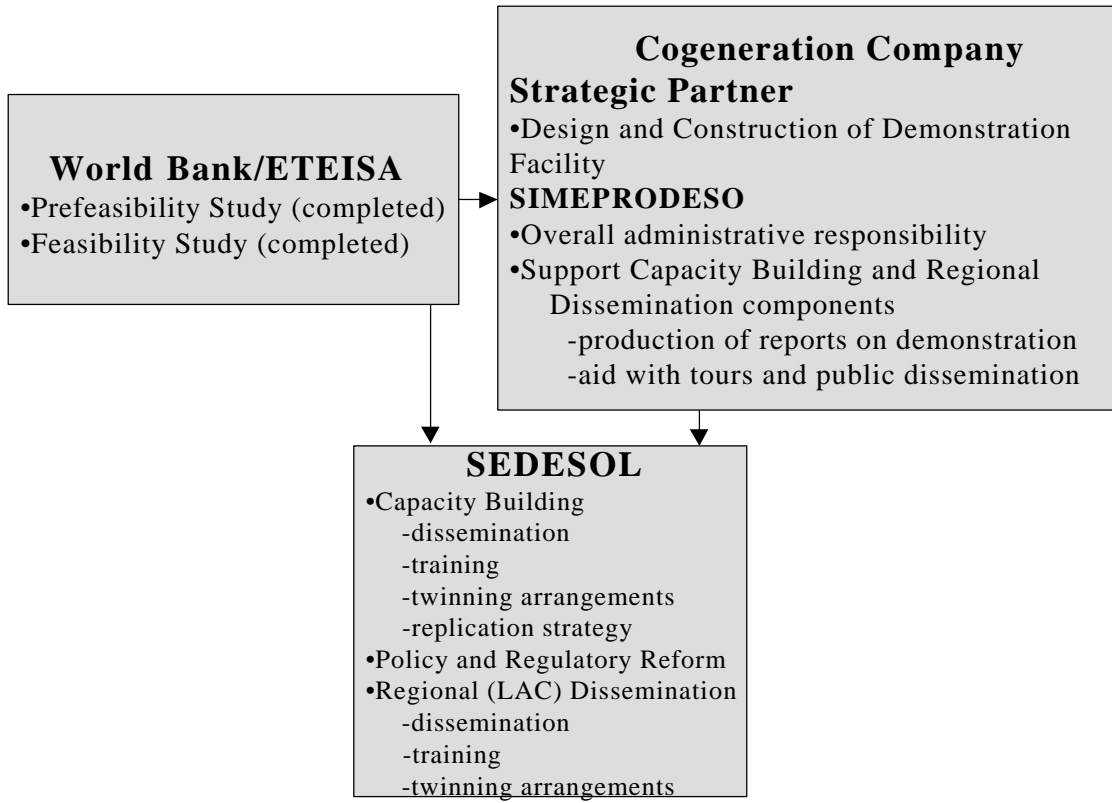 World Bank/ETEISA
•Prefeasibility Study (completed)
•Feasibility Study (completed)
Cogeneration Company
Strategic Partner
•Design and Construction of Demonstration
Facility
SIMEPRODESO
•Overall administrative responsibility
•Support Capacity Building and Regional
Dissemination components
-production of reports on demonstration
-aid with tours and public dissemination
SEDESOL
•Capacity Building
-dissemination
-training
-twinning arrangements
-replication strategy
•Policy and Regulatory Reform
•Regional (LAC) Dissemination
-dissemination
-training
-twinning arrangements